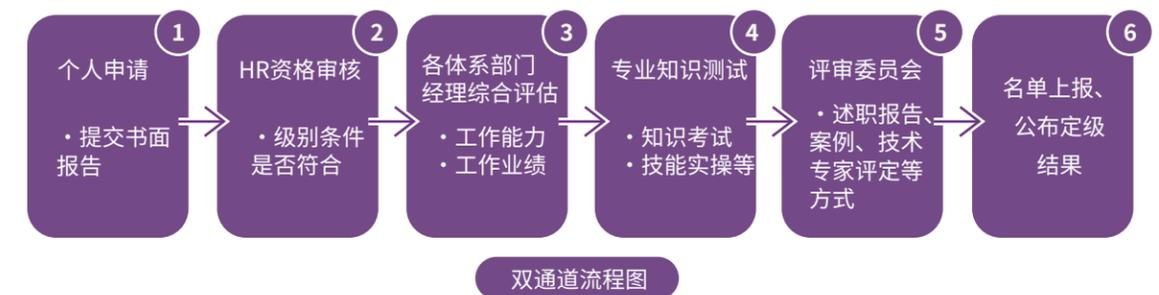 1
个人申请
・提交书面
报告
2
HR资格审核
・级别条件
是否符合
3
各体系部门
经理综合评估
・工作能力
・工作业绩
4
专业知识测试
・知识考试
・技能实操等
5
评审委员会
・述职报告、
案例、技术
专家评定等
方式
6
名单上报、
公布定级
结果
双通道流程图